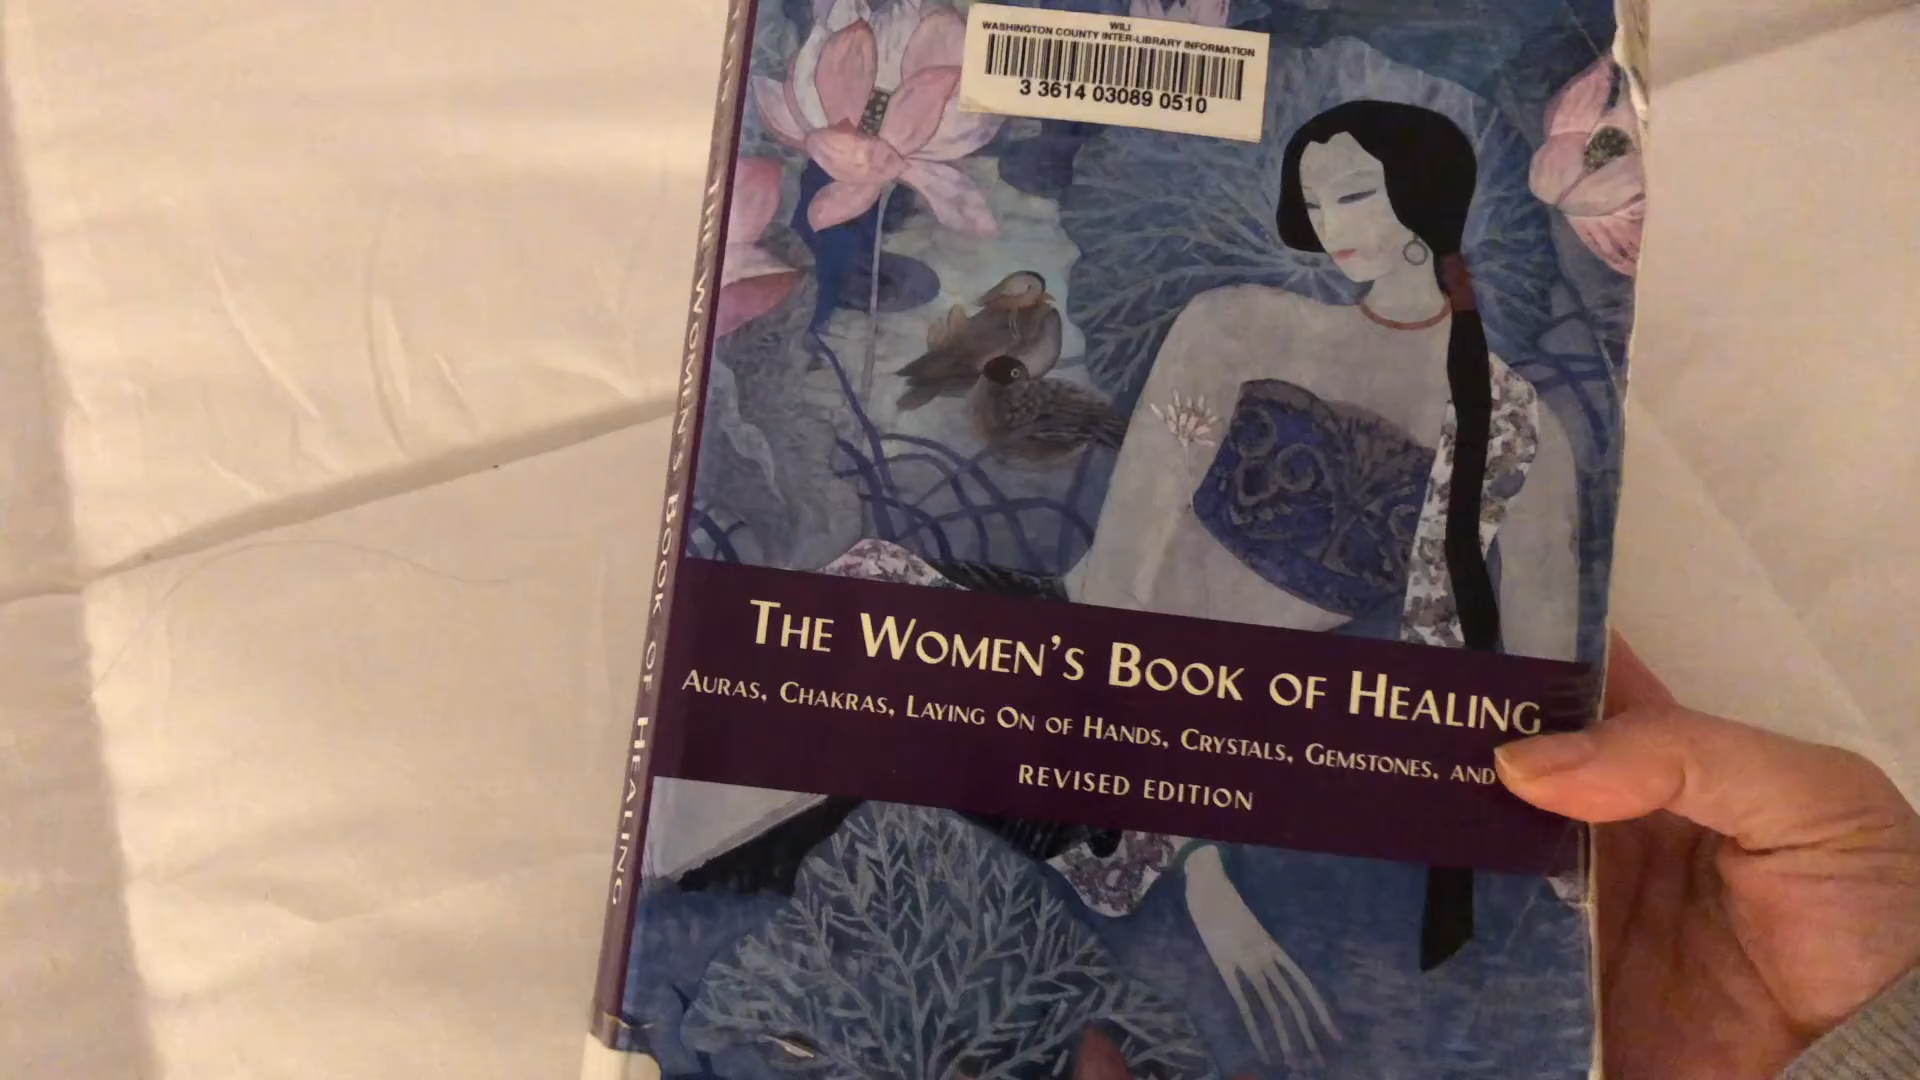 WILI
WASHINGTON COUNTY INTER-LIBRARY INFORMATION
3 3614 03089 0510
THE WOMEN'S BOOK OF HEALING
AURAS, CHAKRAS, LAYING ON OF HANDS, CRYSTALS, GEMSTONES, AND
REVISED EDITION
THE WOMEN'S BOOK OF HEALING